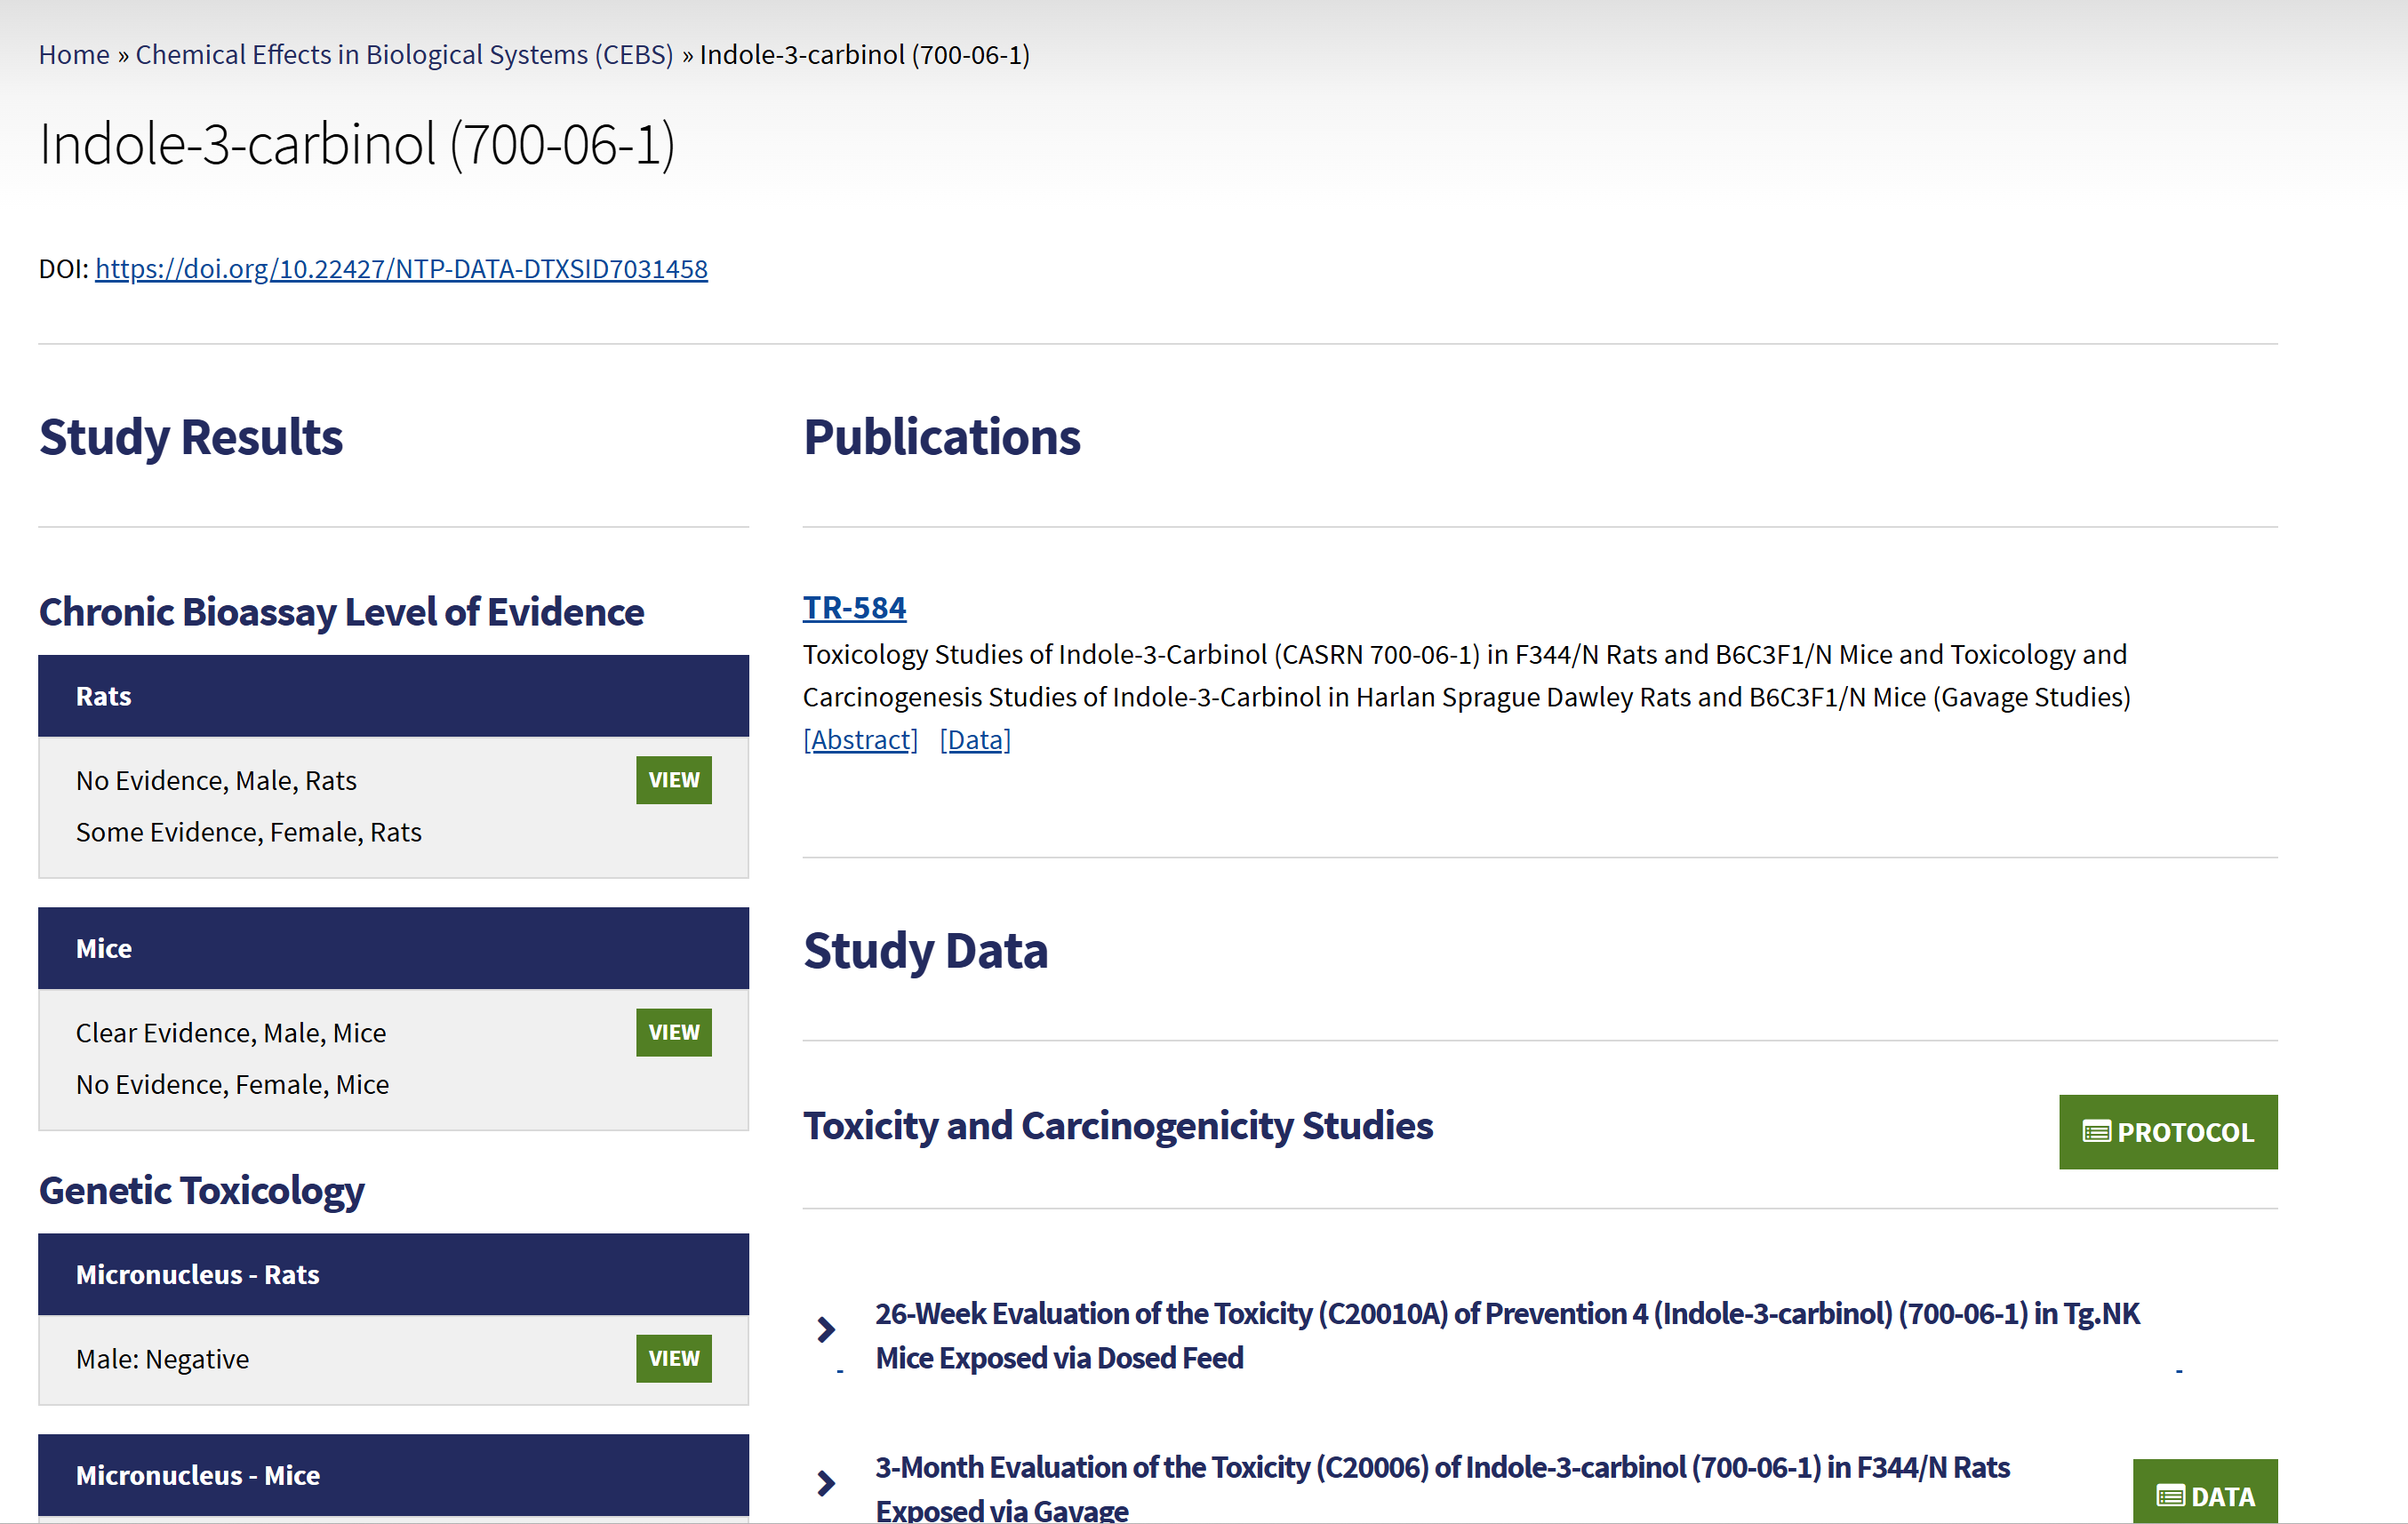 Home » Chemical Effects in Biological Systems (CEBS) » Indole-3-carbinol (700-06-1)
Indole-3-carbinol (700-06-1)
DOI: https://doi.org/10.22427/NTP-DATA-DTXSID7031458
Study Results
Chronic Bioassay Level of Evidence
Rats
No Evidence, Male, Rats
VIEW
Some Evidence, Female, Rats
Mice
Clear Evidence, Male, Mice
VIEW
No Evidence, Female, Mice
Genetic Toxicology
Micronucleus - Rats
Male: Negative
VIEW
Micronucleus - Mice
Publications
TR-584
Toxicology Studies of Indole-3-Carbinol (CASRN 700-06-1) in F344/N Rats and B6C3F1/N Mice and Toxicology and
Carcinogenesis Studies of Indole-3-Carbinol in Harlan Sprague Dawley Rats and B6C3F1/N Mice (Gavage Studies)
[Abstract] [Data]
Study Data
Toxicity and Carcinogenicity Studies
PROTOCOL
26-Week Evaluation of the Toxicity (C20010A) of Prevention 4 (Indole-3-carbinol) (700-06-1) in Tg.NK
Mice Exposed via Dosed Feed
3-Month Evaluation of the Toxicity (C20006) of Indole-3-carbinol (700-06-1) in F344/N Rats
Exposed via Gavage
DATA